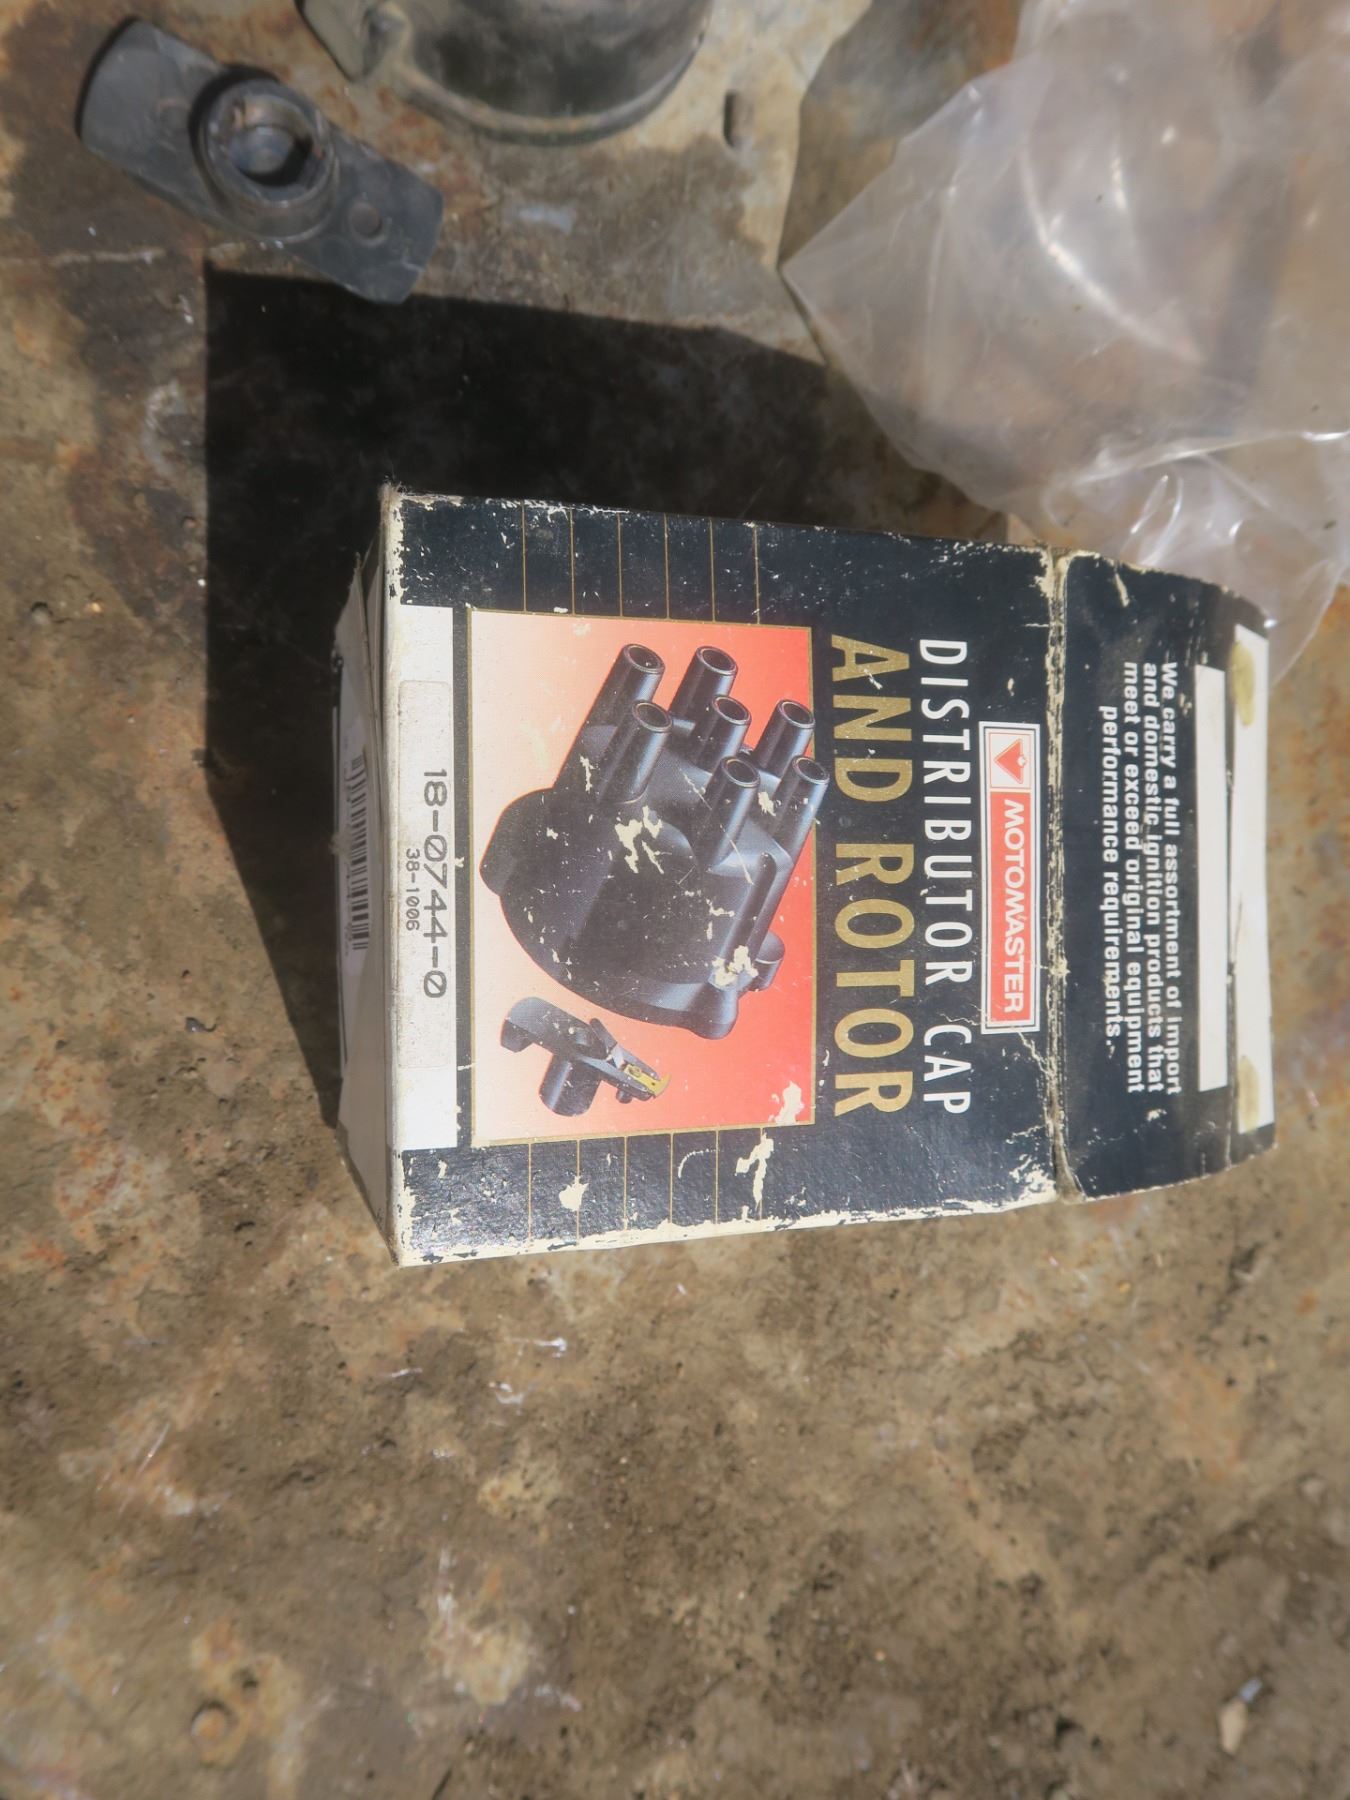 We carry a full assortment of import
and domestic ignition products that
meet or exceed original equipment
performance requirements.
MOTOMASTER
DISTRIBUTOR CAP
AND ROTOR
18-0744-0
38-1006